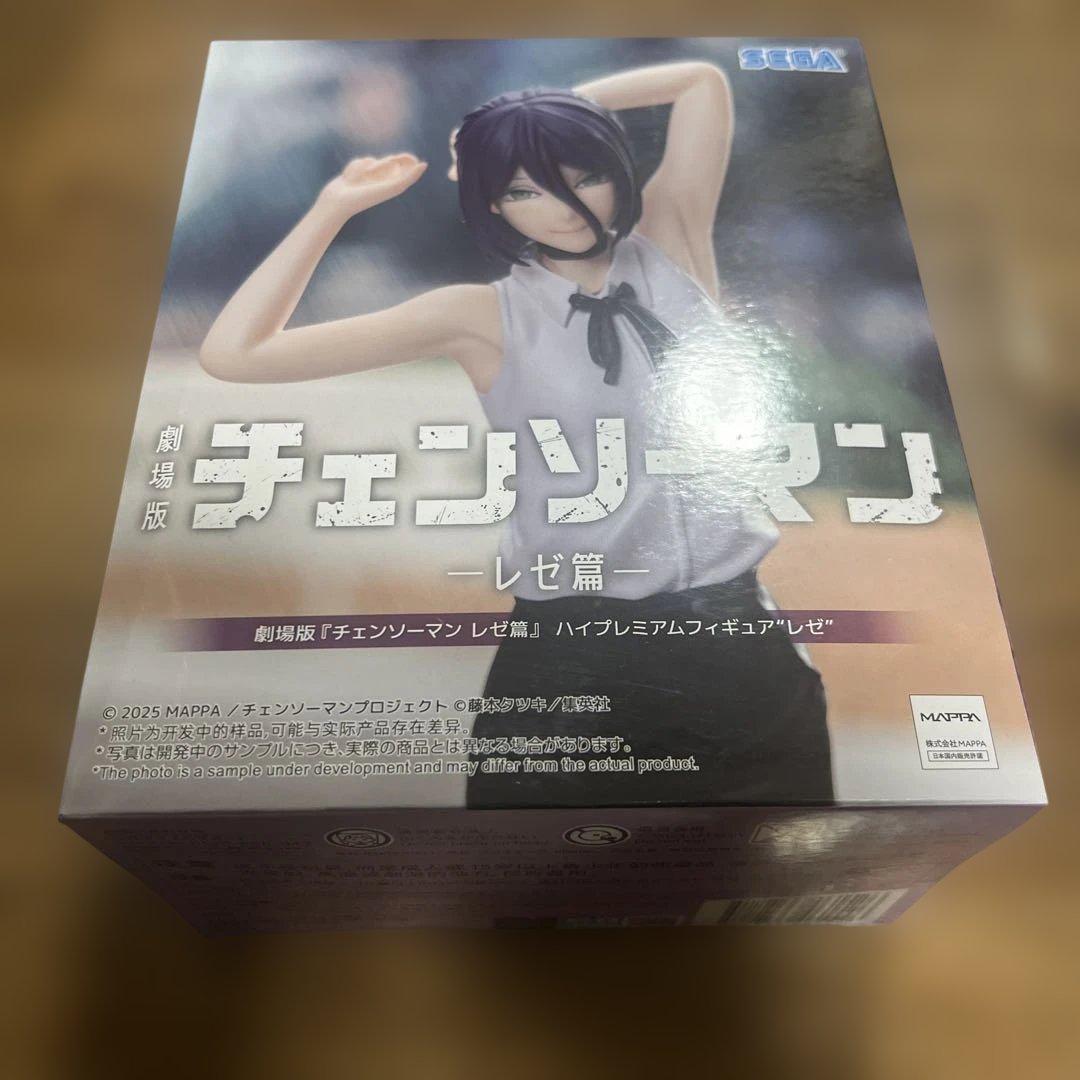 SEGA
劇場版
チェンソーマン
―レゼ篇―
劇場版『チェンソーマン レゼ篇』 ハイプレミアムフィギュア“レゼ”
© 2025 MAPPA ／チェンソーマンプロジェクト ©藤本タツキ／集英社
* 照片为开发中的样品,可能与实际产品存在差异。
* 写真は開発中のサンプルにつき、実際の商品とは異なる場合があります。
*The photo is a sample under development and may differ from the actual product.
MAPPA
株式会社MAPPA
日本国内販売許諾